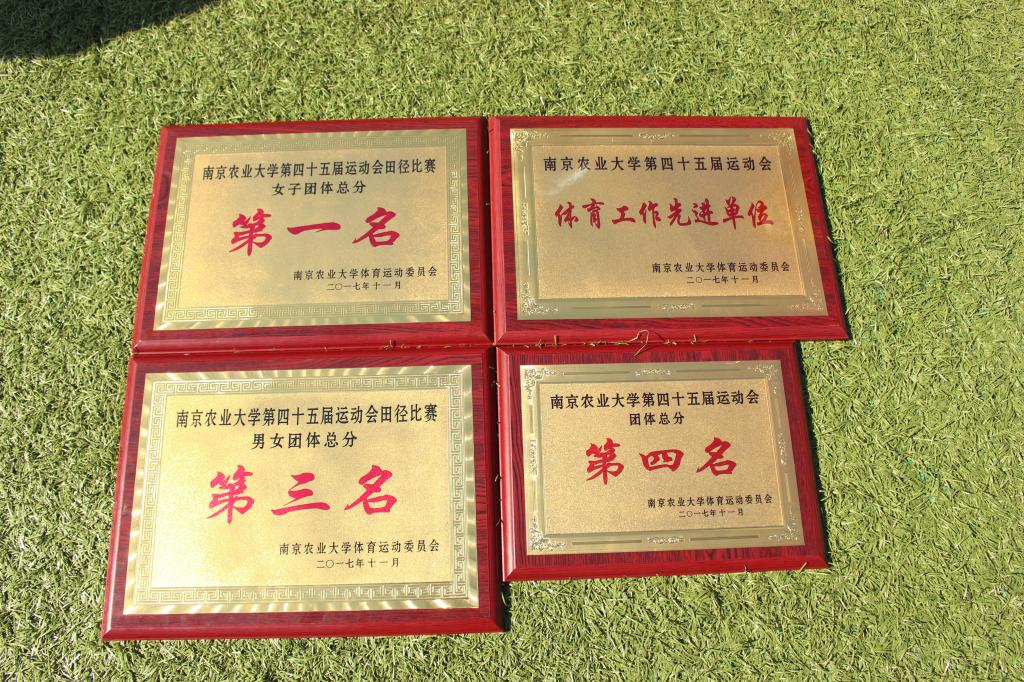 南京农业大学第四十五届运动会田径比赛
女子团体总分
第一名
南京农业大学体育运动委员会
二〇一七年十一月
南京农业大学第四十五届运动会
体育工作先进单位
南京农业大学体育运动委员会
二〇一七年十一月
南京农业大学第四十五届运动会田径比赛
男女团体总分
第三名
南京农业大学体育运动委员会
二〇一七年十一月
南京农业大学第四十五届运动会
团体总分
第四名
南京农业大学体育运动委员会
二〇一七年十一月